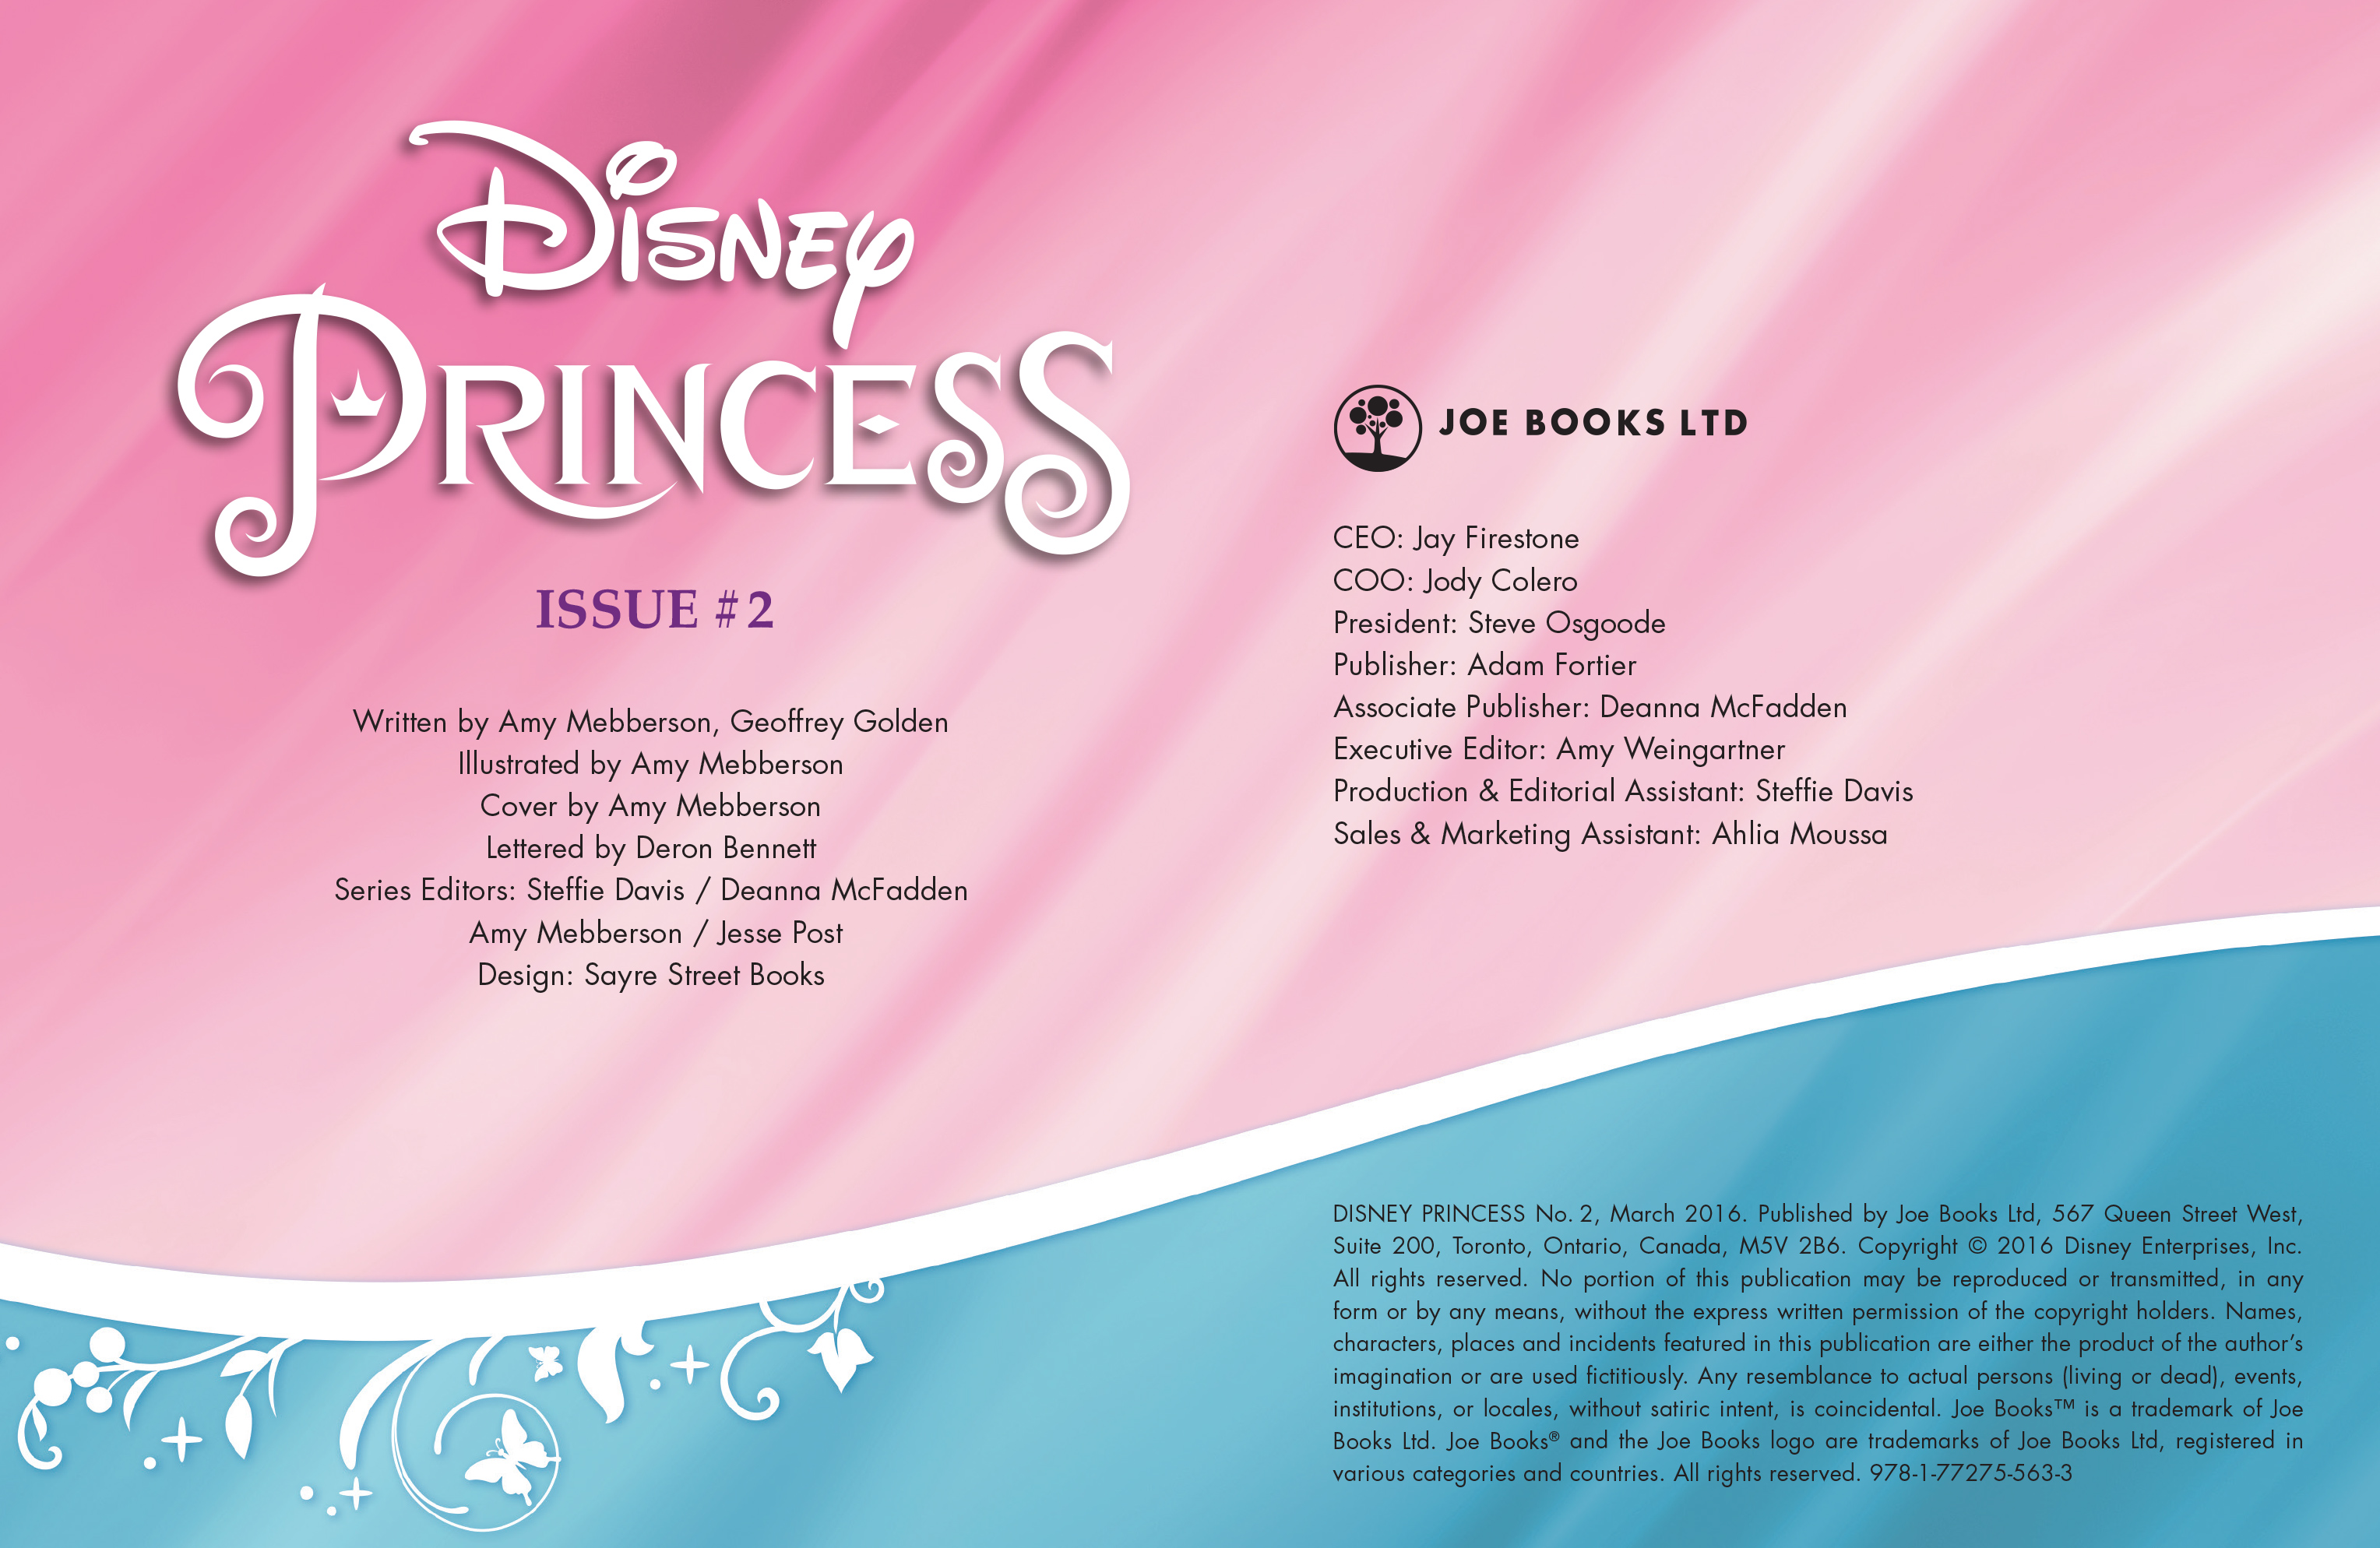 DISNEY
PRINCESS
ISSUE #2
Written by Amy Mebberson, Geoffrey Golden
Illustrated by Amy Mebberson
Cover by Amy Mebberson
Lettered by Deron Bennett
Series Editors: Steffie Davis / Deanna McFadden
Amy Mebberson / Jesse Post
Design: Sayre Street Books
JOE BOOKS LTD
CEO: Jay Firestone
COO: Jody Colero
President: Steve Osgoode
Publisher: Adam Fortier
Associate Publisher: Deanna McFadden
Executive Editor: Amy Weingartner
Production & Editorial Assistant: Steffie Davis
Sales & Marketing Assistant: Ahlia Moussa
DISNEY PRINCESS No. 2, March 2016. Published by Joe Books Ltd, 567 Queen Street West,
Suite 200, Toronto, Ontario, Canada, M5V 2B6. Copyright © 2016 Disney Enterprises, Inc.
All rights reserved. No portion of this publication may be reproduced or transmitted, in any
form or by any means, without the express written permission of the copyright holders. Names,
characters, places and incidents featured in this publication are either the product of the author’s
imagination or are used fictitiously. Any resemblance to actual persons (living or dead), events,
institutions, or locales, without satiric intent, is coincidental. Joe Books™ is a trademark of Joe
Books Ltd. Joe Books® and the Joe Books logo are trademarks of Joe Books Ltd, registered in
various categories and countries. All rights reserved. 978-1-77275-563-3